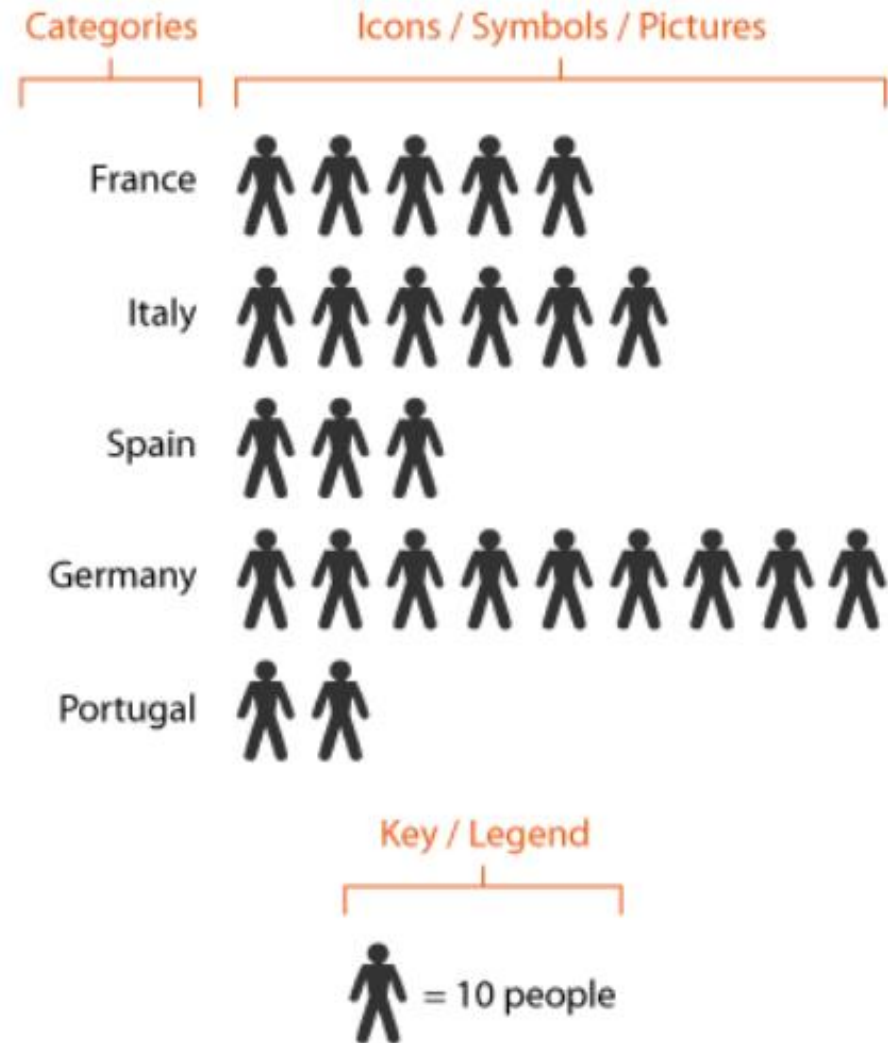 Categories
Icons / Symbols / Pictures
France
Italy
Spain
Germany
Portugal
Key / Legend
= 10 people